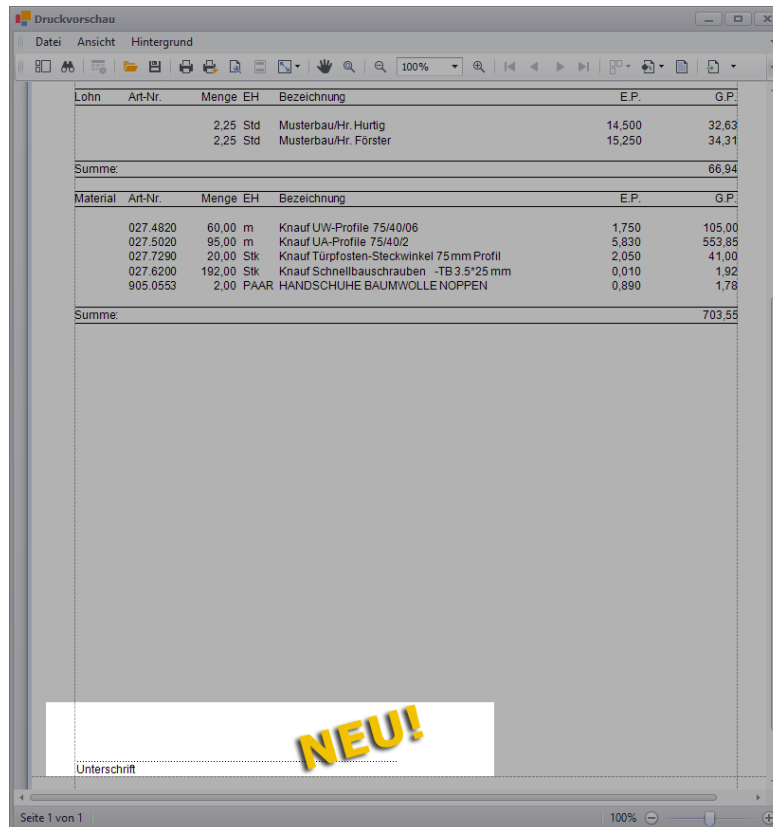 Druckvorschau
Datei Ansicht Hintergrund
100%
Lohn Art-Nr. Menge EH Bezeichnung E.P. G.P.
2,25 Std Musterbau/Hr. Hurtig 14,500 32,63
2,25 Std Musterbau/Hr. Förster 15,250 34,31
Summe: 66,94
Material Art-Nr. Menge EH Bezeichnung E.P. G.P.
027.4820 60,00 m Knauf UW-Profile 75/40/06 1,750 105,00
027.5020 95,00 m Knauf UA-Profile 75/40/2 5,830 553,85
027.7290 20,00 Stk Knauf Türpfosten-Steckwinkel 75 mm Profil 2,050 41,00
027.6200 192,00 Stk Knauf Schnellbauschrauben -TB 3.5*25 mm 0,010 1,92
905.0553 2,00 PAAR HANDSCHUHE BAUMWOLLE NOPPEN 0,890 1,78
Summe: 703,55
NEU!
Unterschrift
Seite 1 von 1 100%